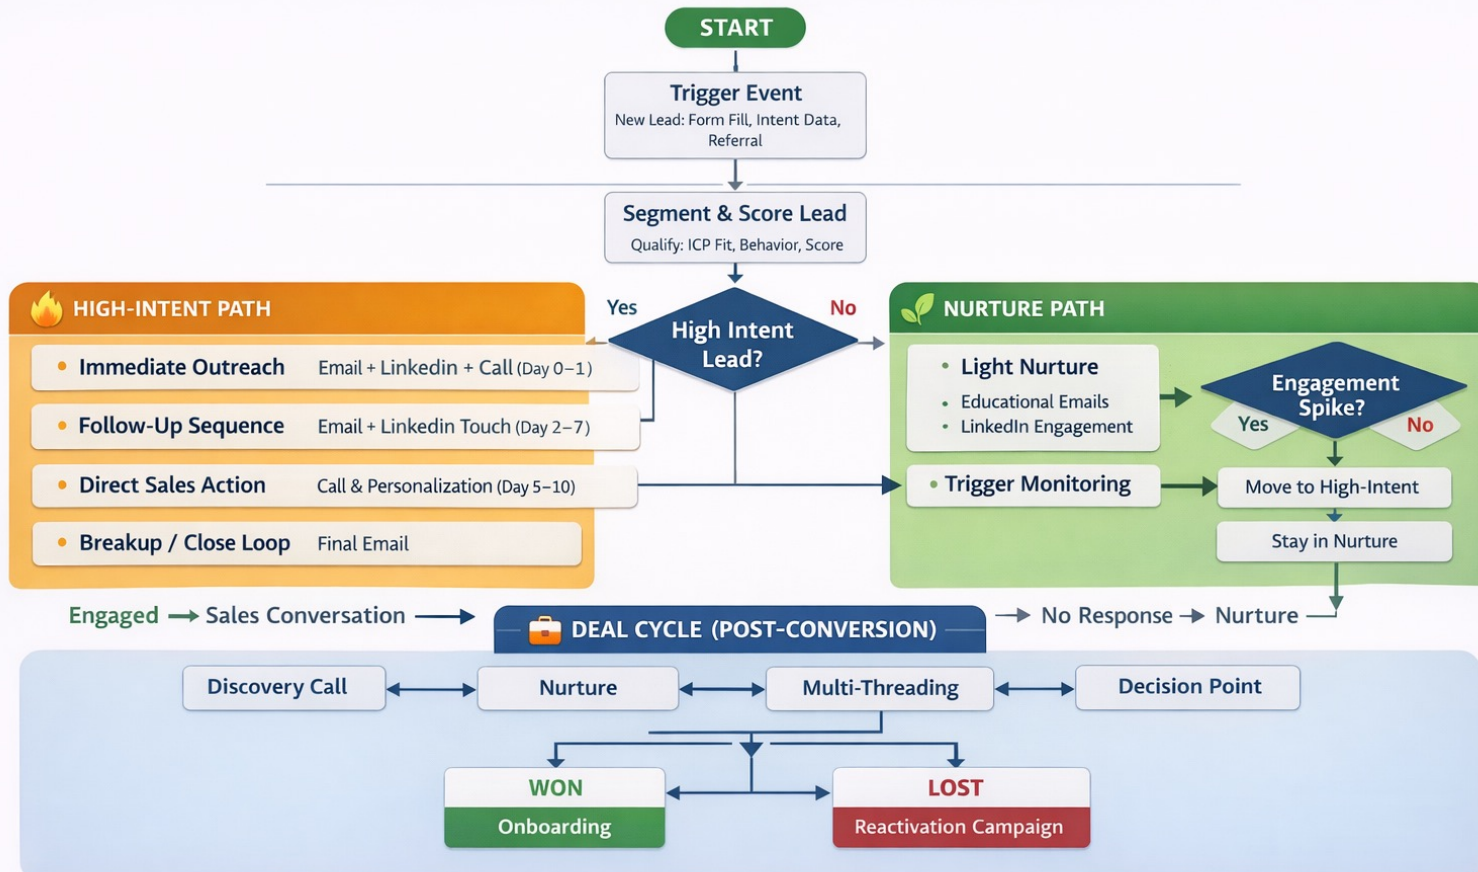 START
Trigger Event
New Lead: Form Fill, Intent Data,
Referral
Segment & Score Lead
Qualify: ICP Fit, Behavior, Score
Yes
No
High Intent
Lead?
HIGH-INTENT PATH
• Immediate Outreach Email + Linkedin + Call (Day 0–1)
• Follow-Up Sequence Email + Linkedin Touch (Day 2–7)
• Direct Sales Action Call & Personalization (Day 5–10)
• Breakup / Close Loop Final Email
NURTURE PATH
• Light Nurture
• Educational Emails
• LinkedIn Engagement
• Trigger Monitoring
Engagement
Spike?
Yes
No
Move to High-Intent
Stay in Nurture
Engaged → Sales Conversation →
→ No Response → Nurture
DEAL CYCLE (POST-CONVERSION)
Discovery Call
Nurture
Multi-Threading
Decision Point
WON
Onboarding
LOST
Reactivation Campaign